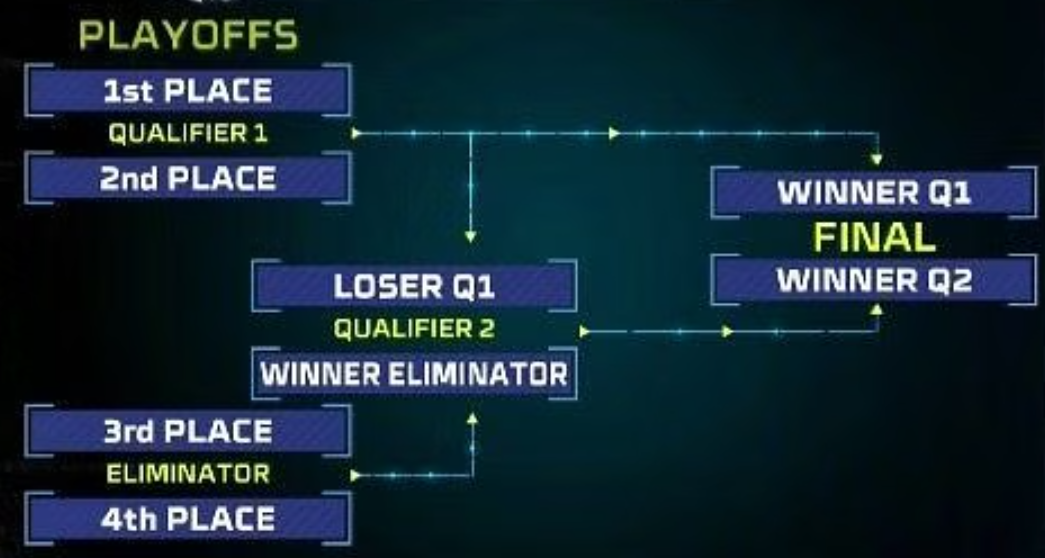 PLAYOFFS
1st PLACE
QUALIFIER 1
2nd PLACE
WINNER Q1
FINAL
WINNER Q2
LOSER Q1
QUALIFIER 2
WINNER ELIMINATOR
3rd PLACE
ELIMINATOR
4th PLACE